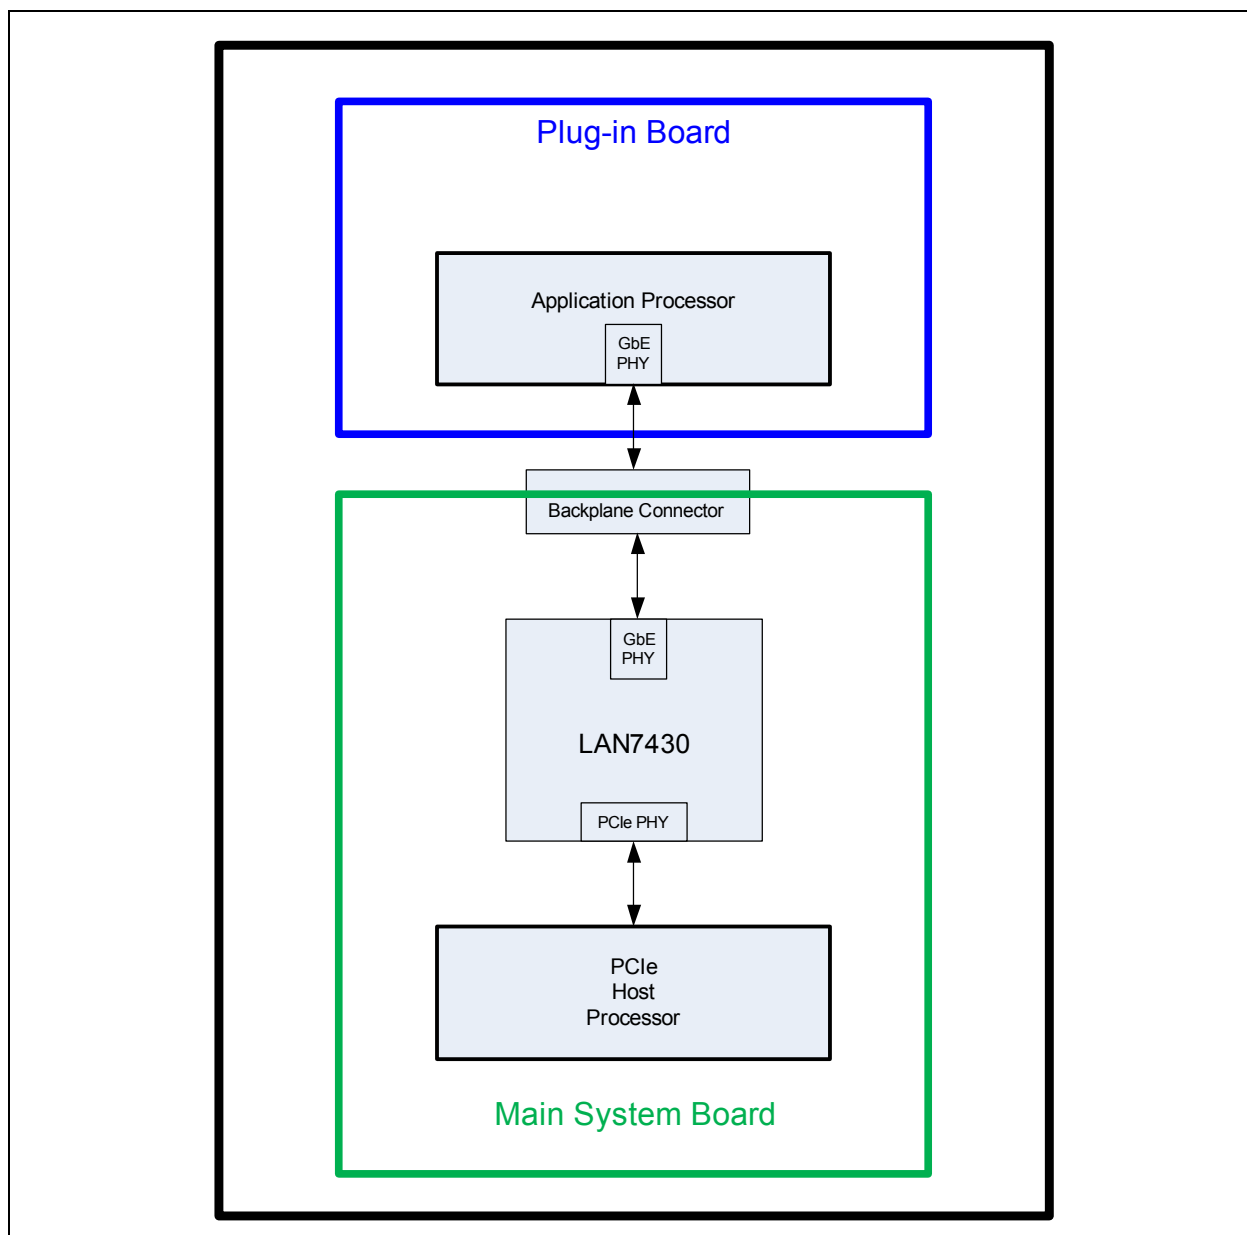 Plug-in Board
Application Processor
GbE
PHY
Backplane Connector
GbE
PHY
LAN7430
PCIe PHY
PCIe
Host
Processor
Main System Board